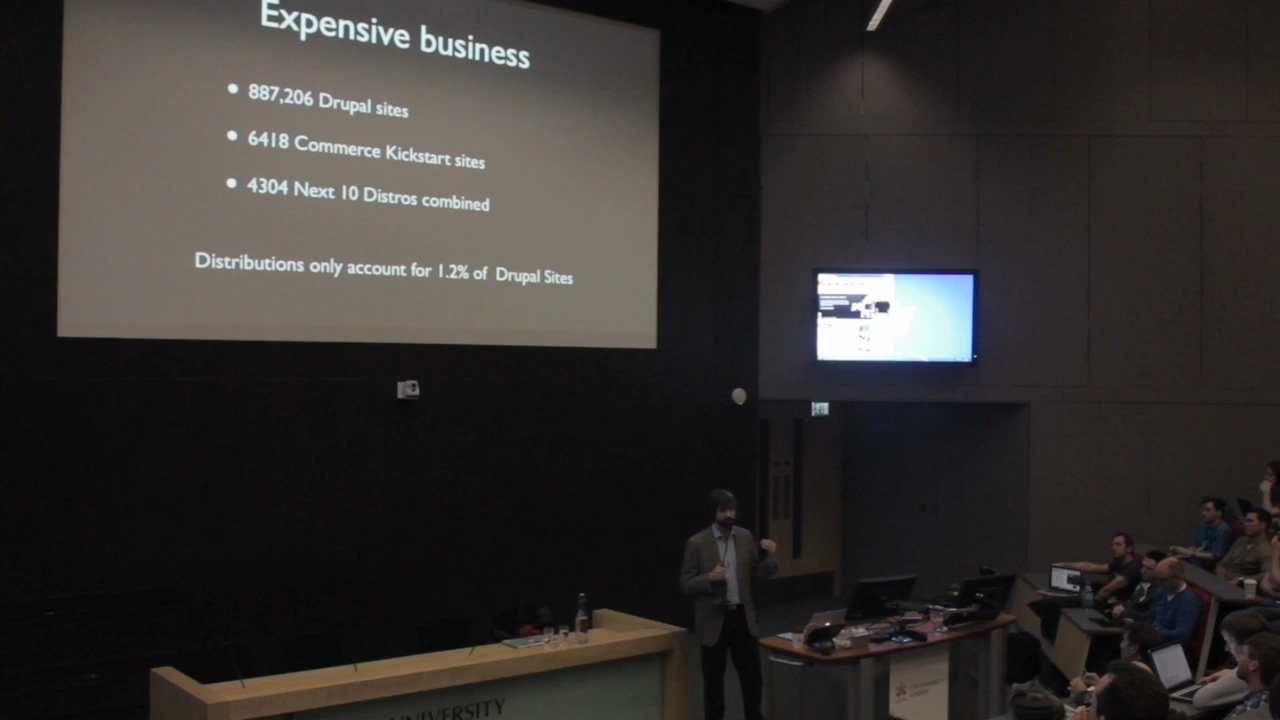 Expensive business
887,206 Drupal sites
6418 Commerce Kickstart sites
4304 Next 10 Distros combined
Distributions only account for 1.2% of Drupal Sites
UNIVERSITY